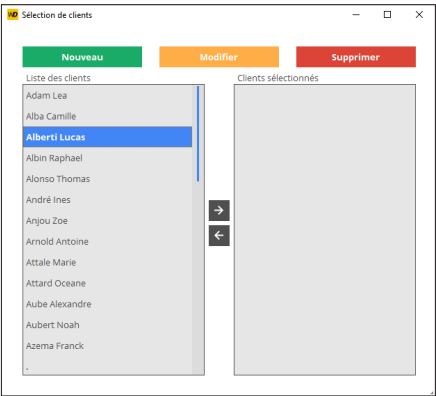 WD Sélection de clients
Nouveau Modifier Supprimer
Liste des clients Clients sélectionnés
Adam Lea
Alba Camille
Alberti Lucas
Albin Raphael
Alonso Thomas
André Ines
Anjou Zoe
Arnold Antoine
Attale Marie
Attard Oceane
Aube Alexandre
Aubert Noah
Azema Franck